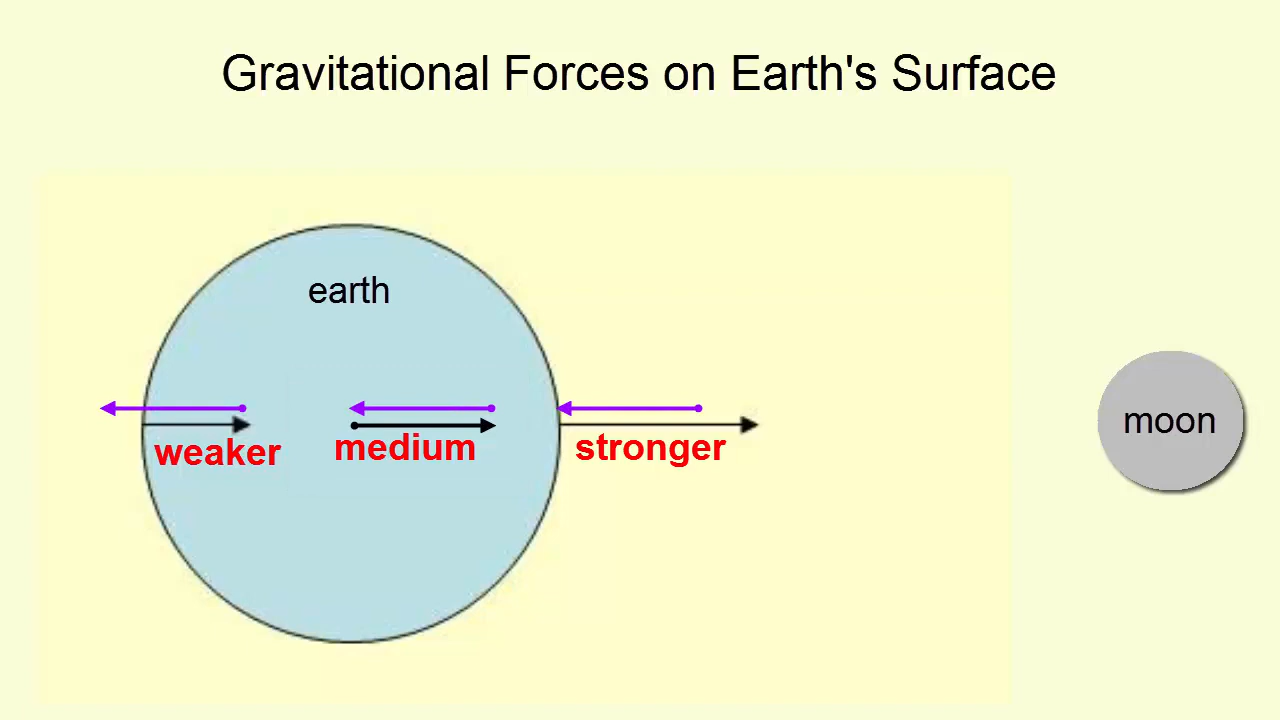 Gravitational Forces on Earth's Surface
earth
moon
weaker
medium
stronger